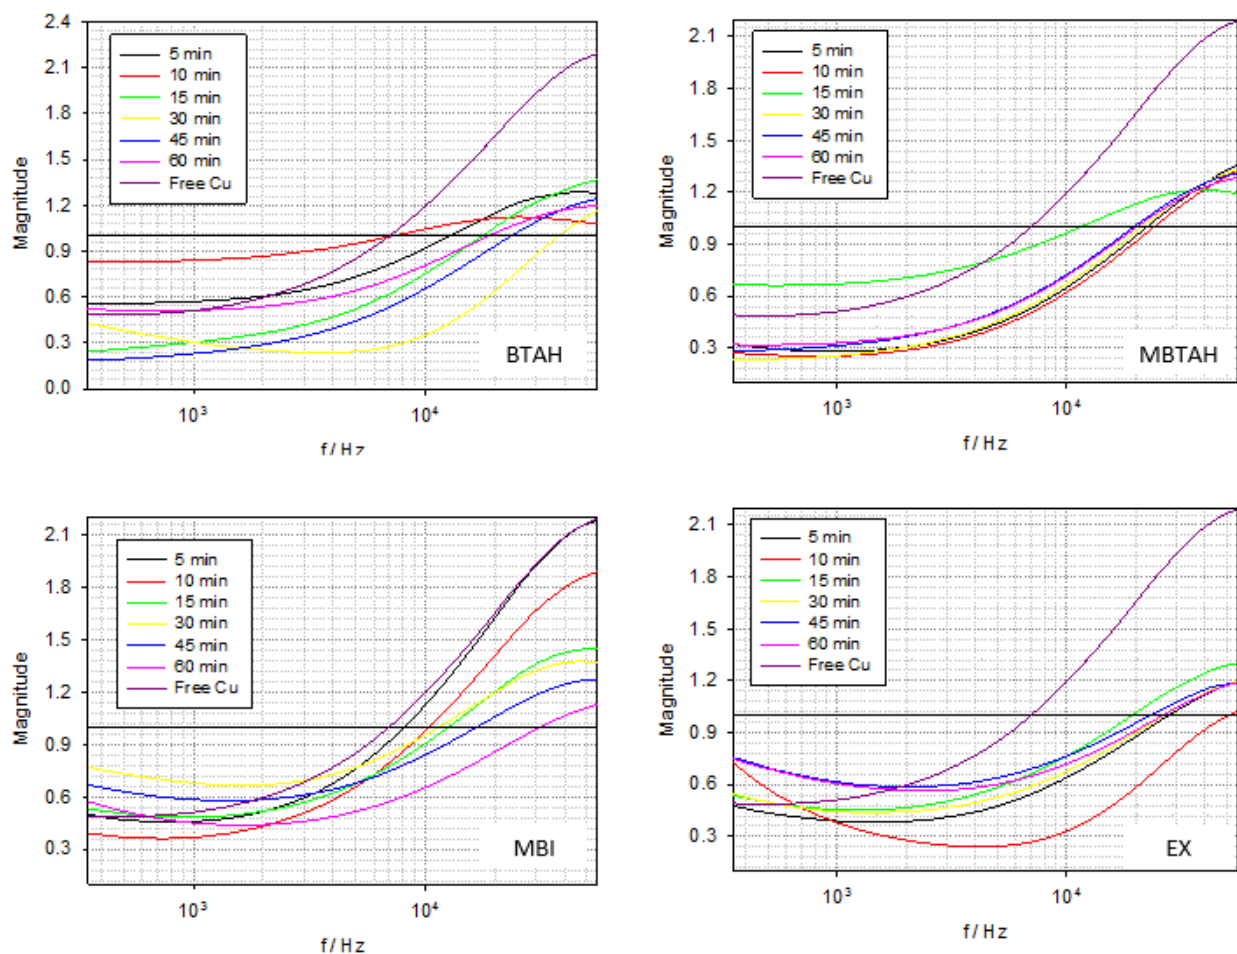 2.4
2.1
1.8
1.5
1.2
0.9
0.6
0.3
0.0
Magnitude
5 min
10 min
15 min
30 min
45 min
60 min
Free Cu
BTAH
10³
10⁴
f / Hz
2.1
1.8
1.5
1.2
0.9
0.6
0.3
Magnitude
5 min
10 min
15 min
30 min
45 min
60 min
Free Cu
MBTAH
10³
10⁴
f / Hz
2.1
1.8
1.5
1.2
0.9
0.6
0.3
Magnitude
5 min
10 min
15 min
30 min
45 min
60 min
Free Cu
MBI
10³
10⁴
f / Hz
2.1
1.8
1.5
1.2
0.9
0.6
0.3
Magnitude
5 min
10 min
15 min
30 min
45 min
60 min
Free Cu
EX
10³
10⁴
f / Hz